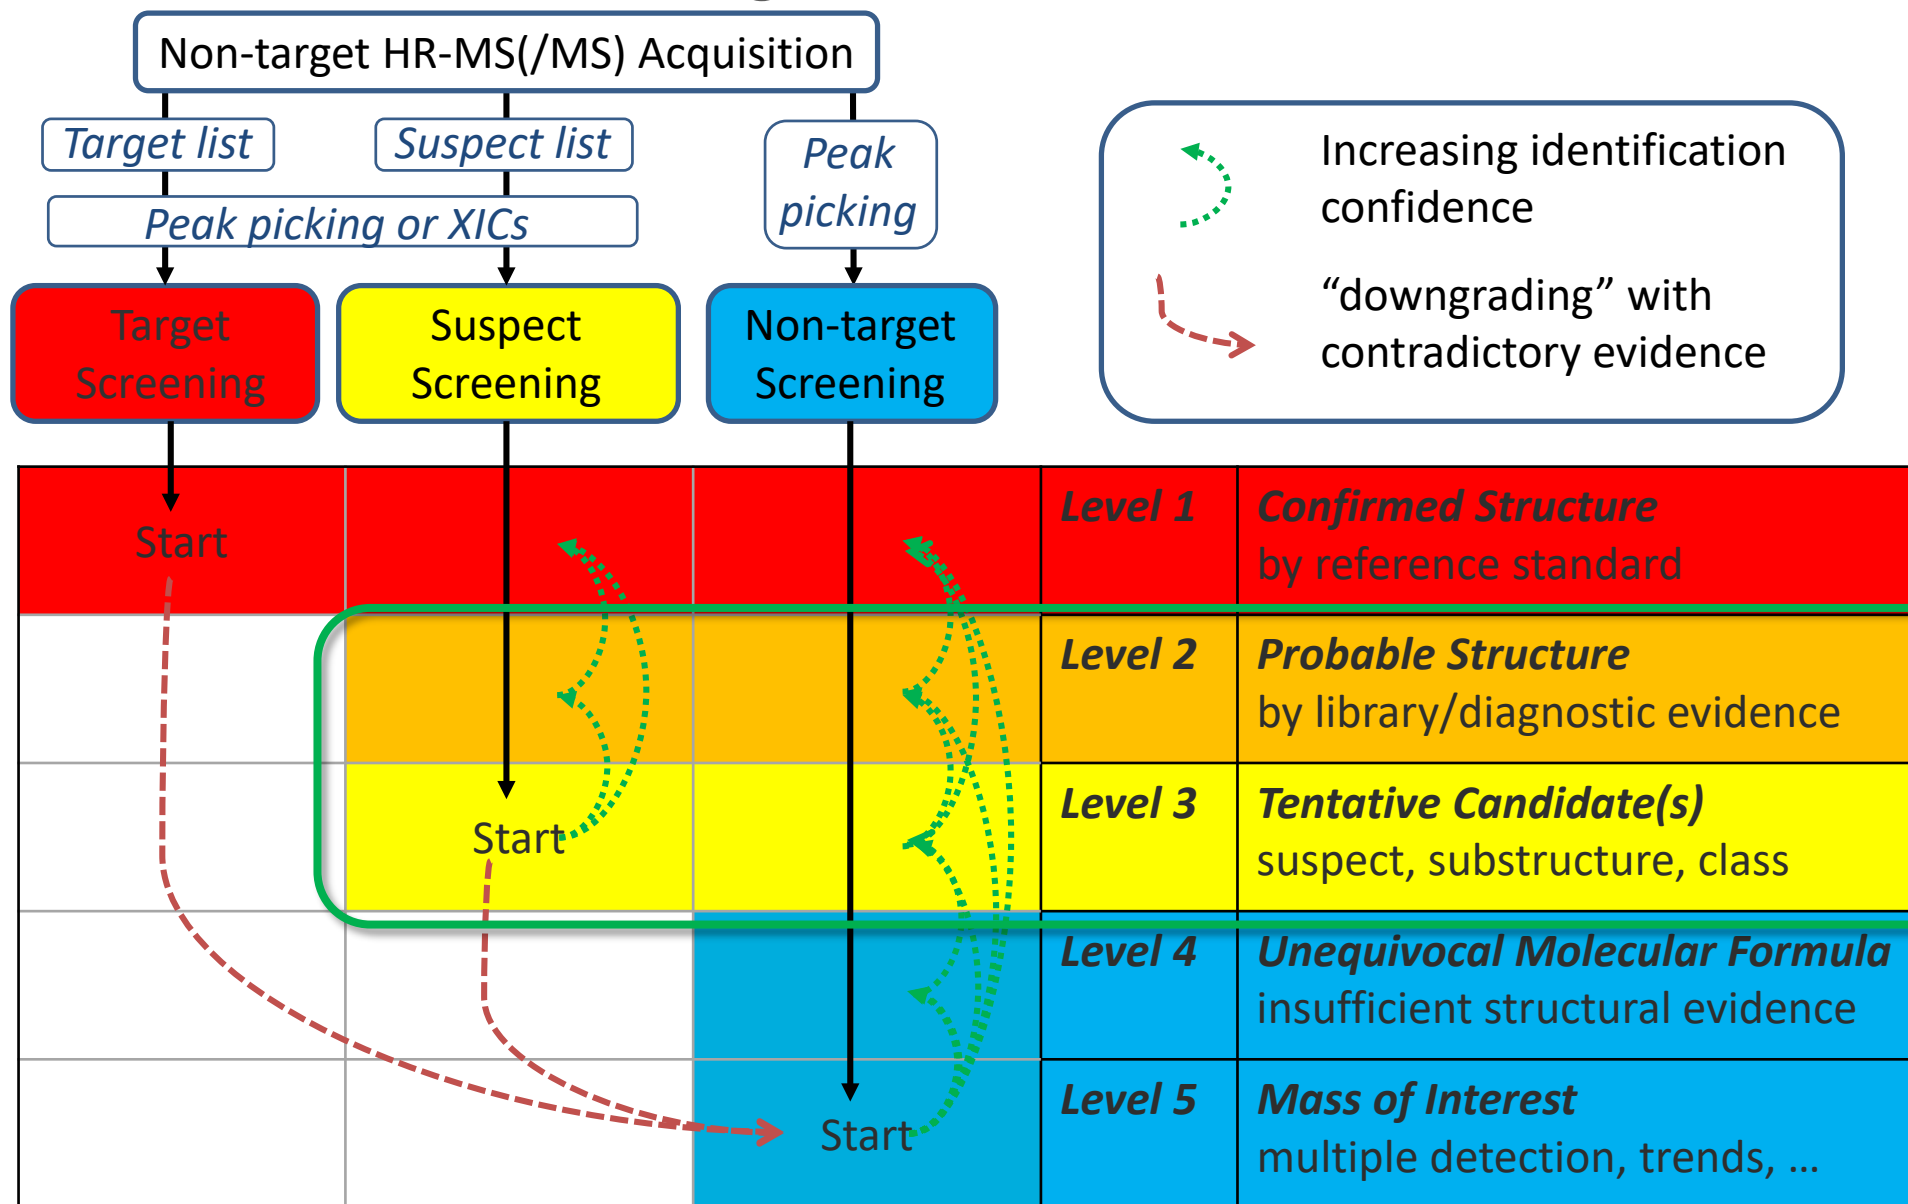 Non-target HR-MS(/MS) Acquisition
Target list
Suspect list
Peak
picking
Peak picking or XICs
Target
Screening
Suspect
Screening
Non-target
Screening
Increasing identification
confidence
“downgrading” with
contradictory evidence
Start
Level 1
Confirmed Structure
by reference standard
Level 2
Probable Structure
by library/diagnostic evidence
Start
Level 3
Tentative Candidate(s)
suspect, substructure, class
Level 4
Unequivocal Molecular Formula
insufficient structural evidence
Start
Level 5
Mass of Interest
multiple detection, trends, …